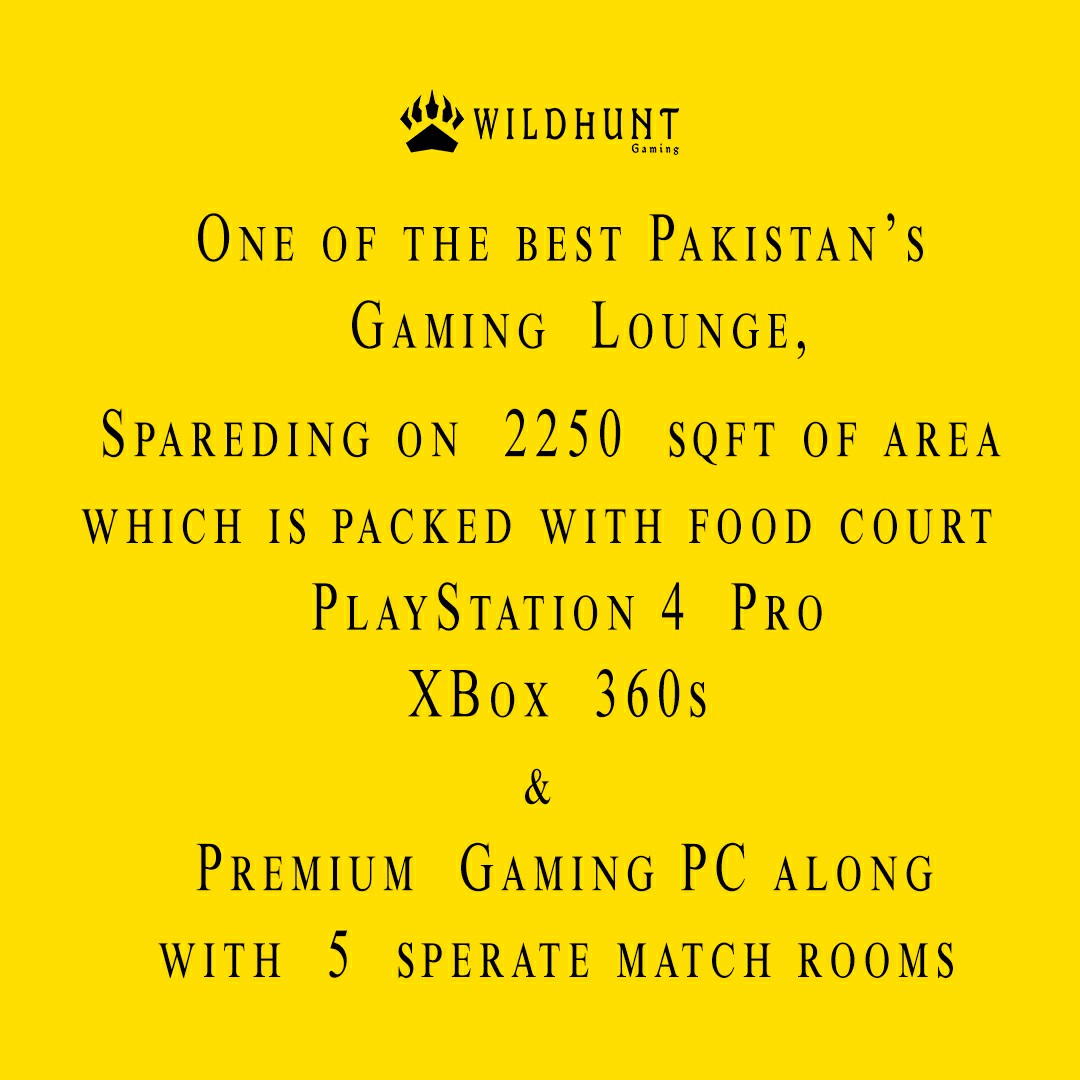 WILDHUNT
Gaming
One of the best Pakistan's
Gaming Lounge,
Spareding on 2250 sqft of area
which is packed with food court
PlayStation 4 Pro
XBox 360s
&
Premium Gaming PC along
with 5 sperate match rooms